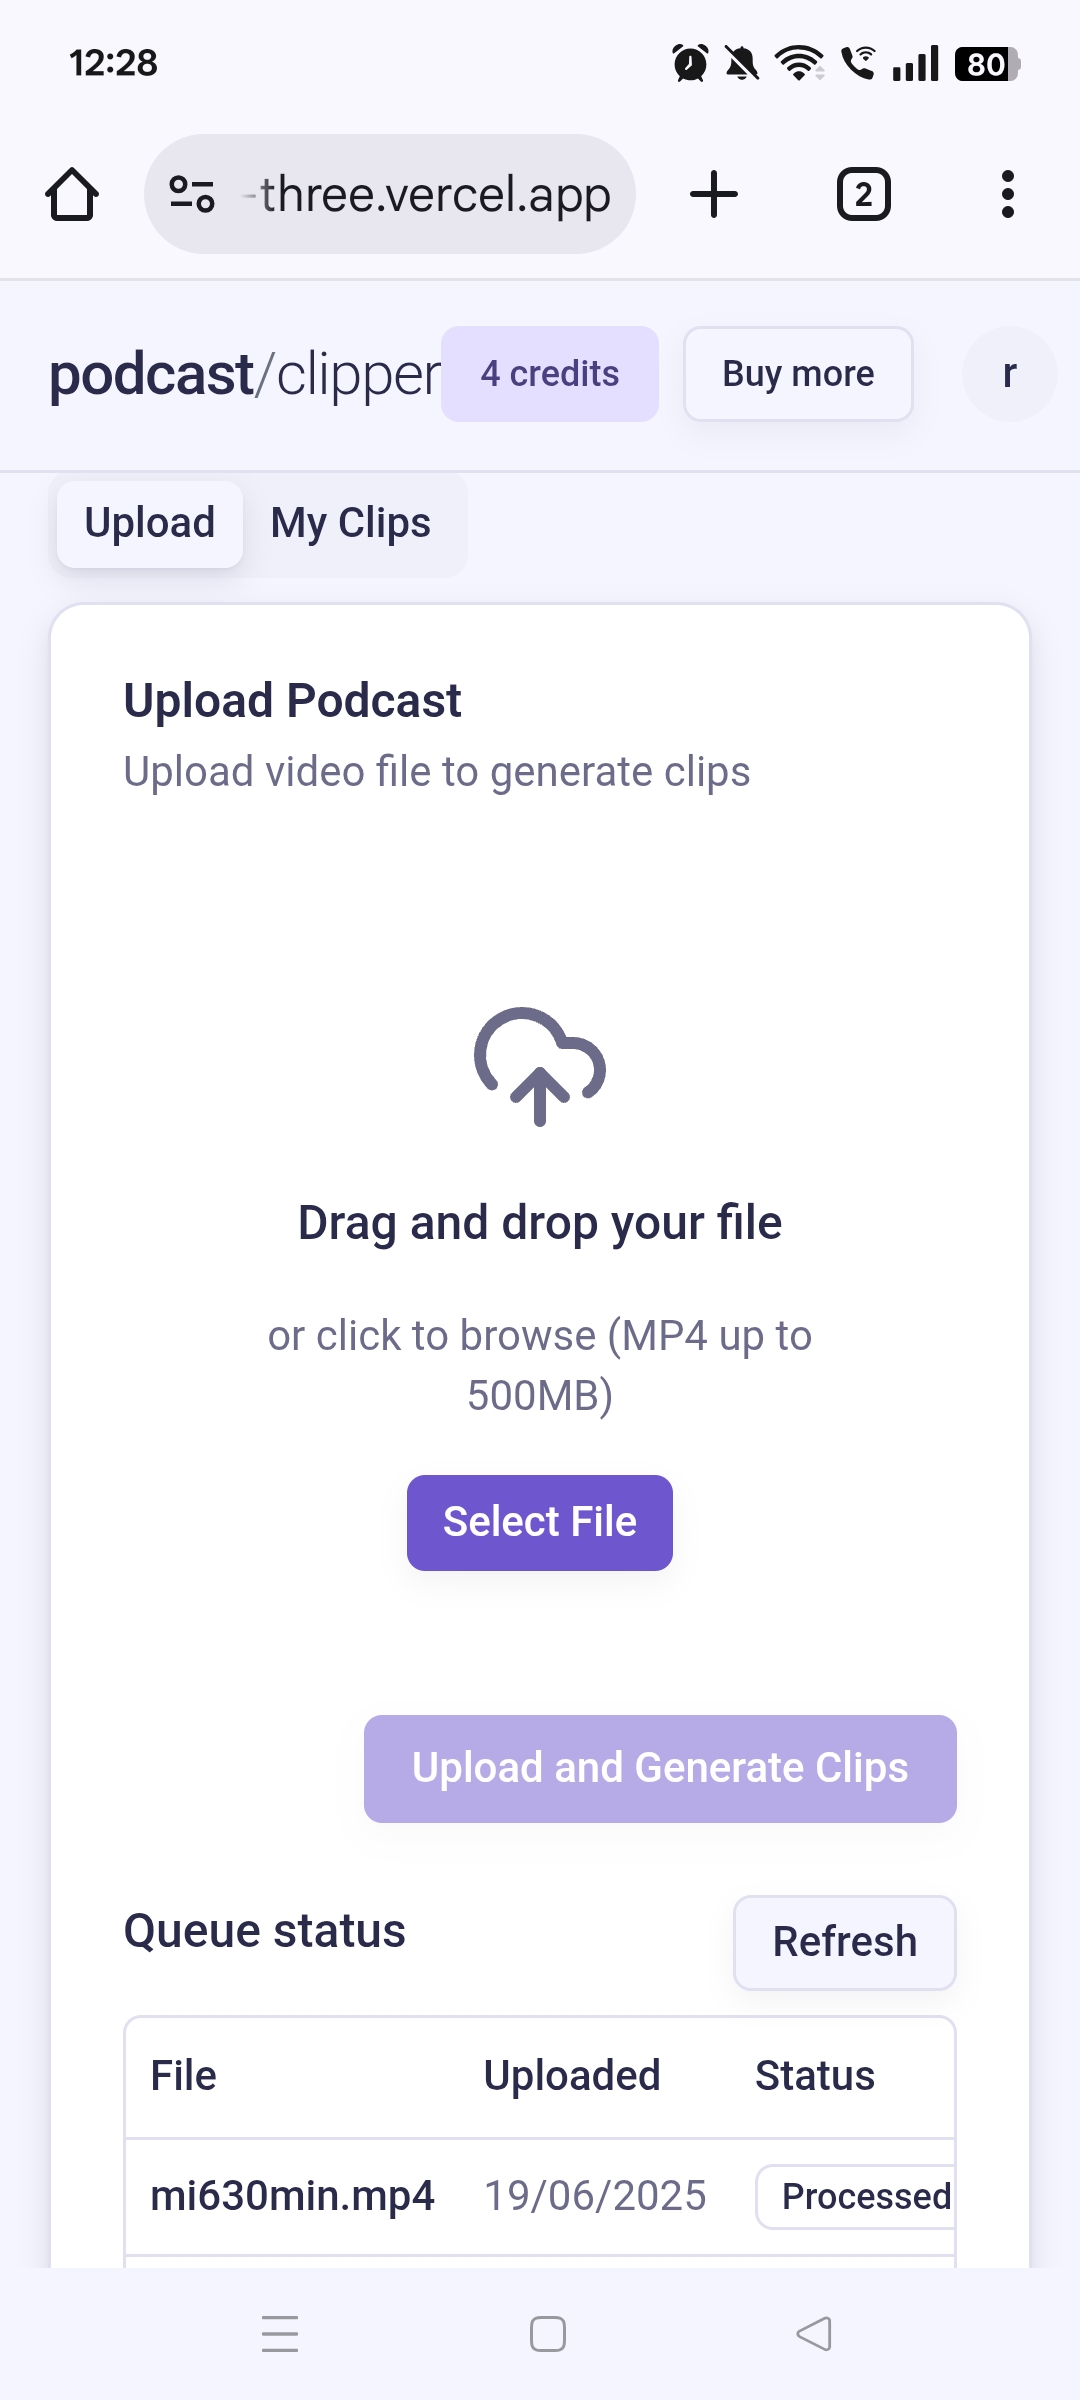 12:28
80
-three.vercel.app
2
podcast/clipper
4 credits
Buy more
r
Upload
My Clips
Upload Podcast
Upload video file to generate clips
Drag and drop your file
or click to browse (MP4 up to
500MB)
Select File
Upload and Generate Clips
Queue status
Refresh
File Uploaded Status
mi630min.mp4 19/06/2025 Processed